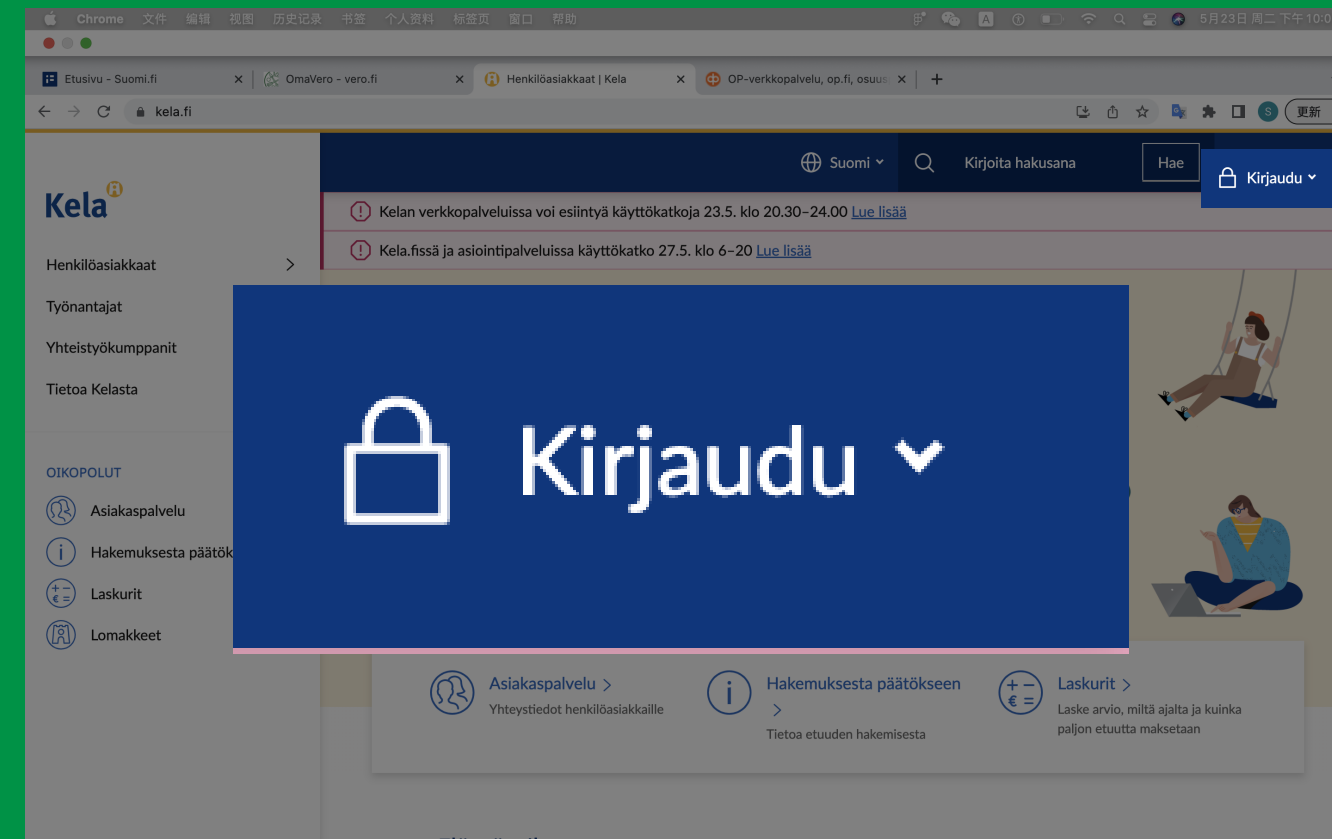 Chrome 文件 编辑 视图 历史记录 书签 个人资料 标签页 窗口 帮助
A
5月23日 周二 下午10:0
Etusivu - Suomi.fi
OmaVero - vero.fi
Henkilöasiakkaat | Kela
OP-verkkopalvelu, op.fi, osuus
kela.fi
S
更新
Kela
Suomi
Kirjoita hakusana
Hae
Kirjaudu
Kelan verkkopalveluissa voi esiintyä käyttökatkoja 23.5. klo 20.30–24.00 Lue lisää
Kela.fissä ja asiointipalveluissa käyttökatko 27.5. klo 6–20 Lue lisää
Henkilöasiakkaat
Työnantajat
Yhteistyökumppanit
Tietoa Kelasta
OIKOPOLUT
Asiakaspalvelu
Hakemuksesta päätök
Laskurit
Lomakkeet
Kirjaudu
Asiakaspalvelu
Yhteystiedot henkilöasiakkaille
Hakemuksesta päätökseen
Tietoa etuuden hakemisesta
Laskurit
Laske arvio, miltä ajalta ja kuinka
paljon etuutta maksetaan